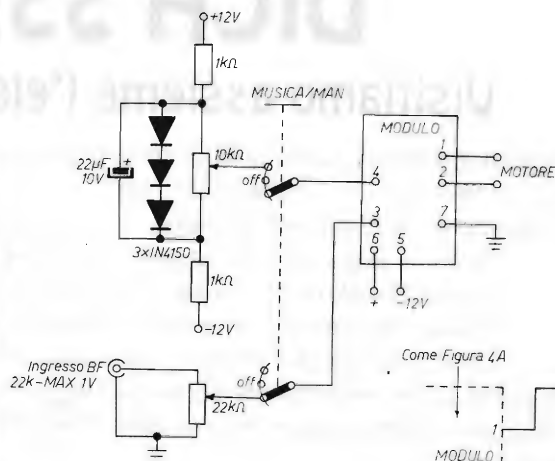 +12V
1kΩ
MUSICA/MAN
MODULO
1
22µF
10V
+
10kΩ
off
4
2
MOTORE
3
7
3×IN4150
6
5
1kΩ
+
-12V
-12V
Ingresso BF
22k-MAX 1V
off
22kΩ
Come Figura 4A
1
MODULO